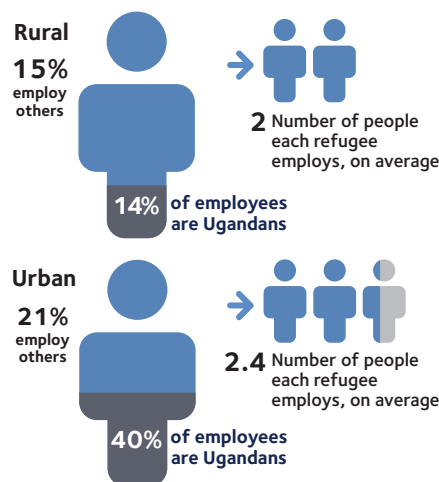 Rural
15%
employ
others
2 Number of people
each refugee
employs, on average
14% of employees
are Ugandans
Urban
21%
employ
others
2.4 Number of people
each refugee
employs, on average
40% of employees
are Ugandans